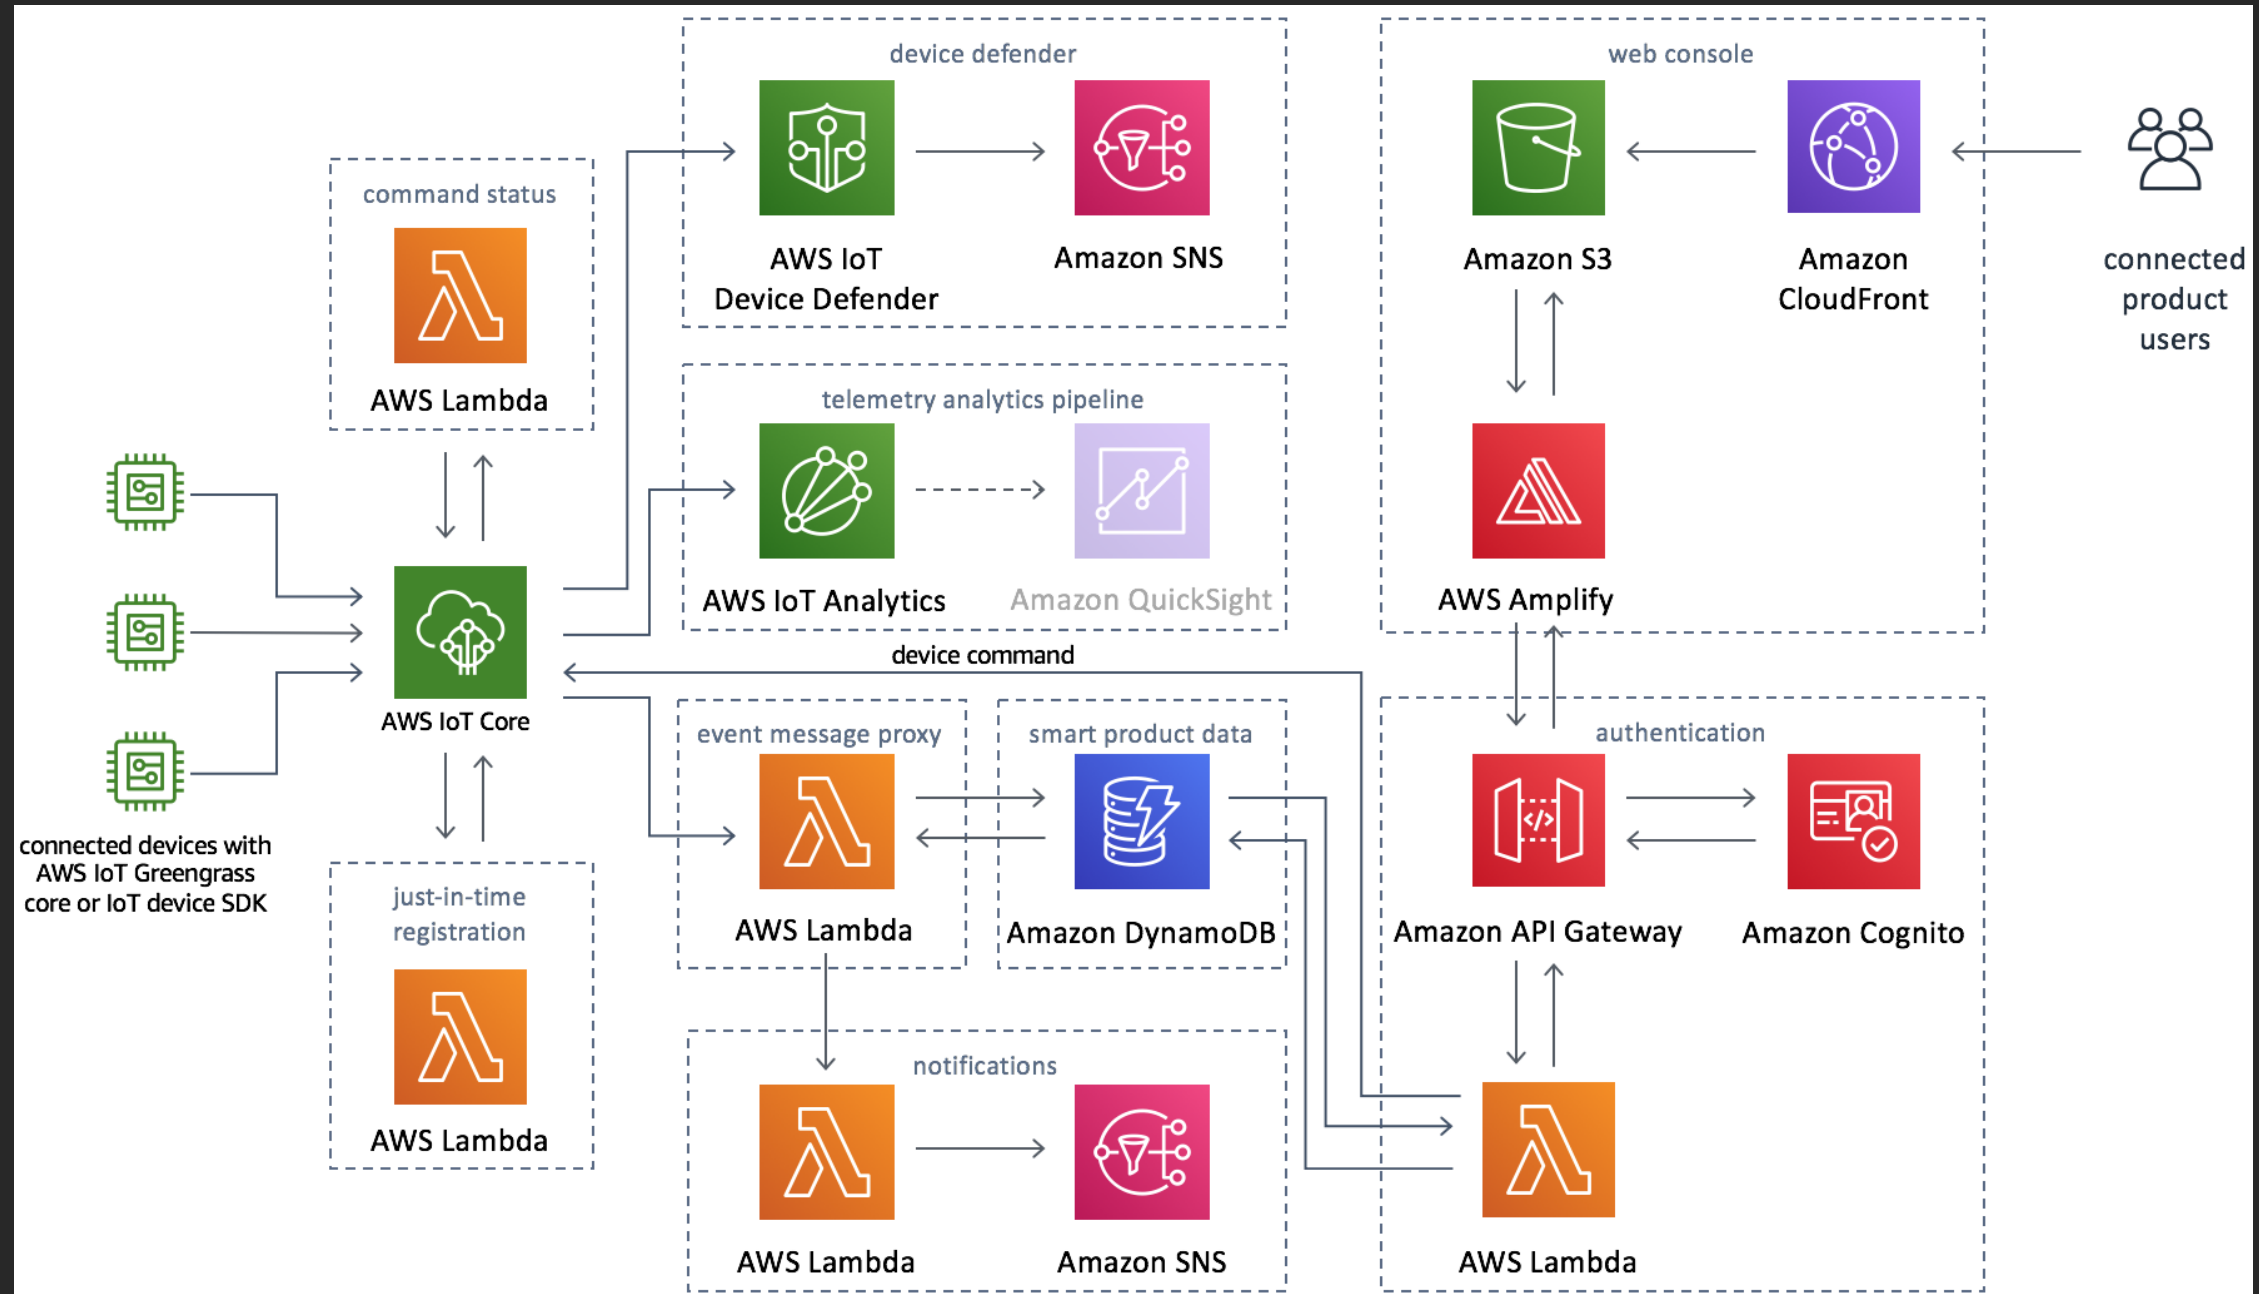 device defender
AWS IoT
Device Defender
Amazon SNS
web console
Amazon S3
Amazon
CloudFront
connected
product
users
command status
AWS Lambda
telemetry analytics pipeline
AWS IoT Analytics
Amazon QuickSight
AWS Amplify
device command
AWS IoT Core
connected devices with
AWS IoT Greengrass
core or IoT device SDK
event message proxy
AWS Lambda
smart product data
Amazon DynamoDB
authentication
Amazon API Gateway
Amazon Cognito
just-in-time
registration
AWS Lambda
notifications
AWS Lambda
Amazon SNS
AWS Lambda